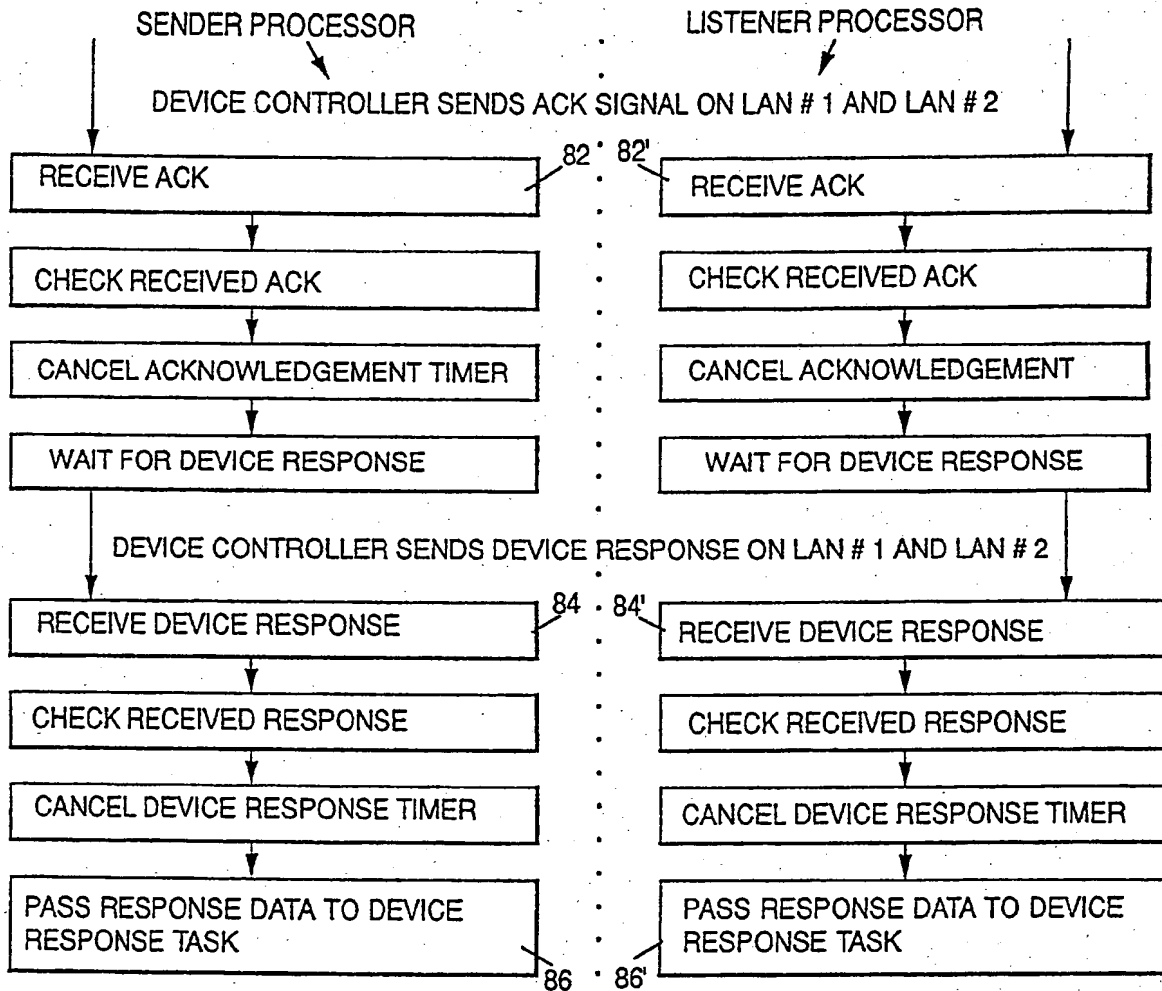 SENDER PROCESSOR
LISTENER PROCESSOR
DEVICE CONTROLLER SENDS ACK SIGNAL ON LAN # 1 AND LAN # 2
82
82'
RECEIVE ACK
RECEIVE ACK
CHECK RECEIVED ACK
CHECK RECEIVED ACK
CANCEL ACKNOWLEDGEMENT TIMER
CANCEL ACKNOWLEDGEMENT
WAIT FOR DEVICE RESPONSE
WAIT FOR DEVICE RESPONSE
DEVICE CONTROLLER SENDS DEVICE RESPONSE ON LAN # 1 AND LAN # 2
84
84'
RECEIVE DEVICE RESPONSE
RECEIVE DEVICE RESPONSE
CHECK RECEIVED RESPONSE
CHECK RECEIVED RESPONSE
CANCEL DEVICE RESPONSE TIMER
CANCEL DEVICE RESPONSE TIMER
PASS RESPONSE DATA TO DEVICE
RESPONSE TASK
PASS RESPONSE DATA TO DEVICE
RESPONSE TASK
86
86'